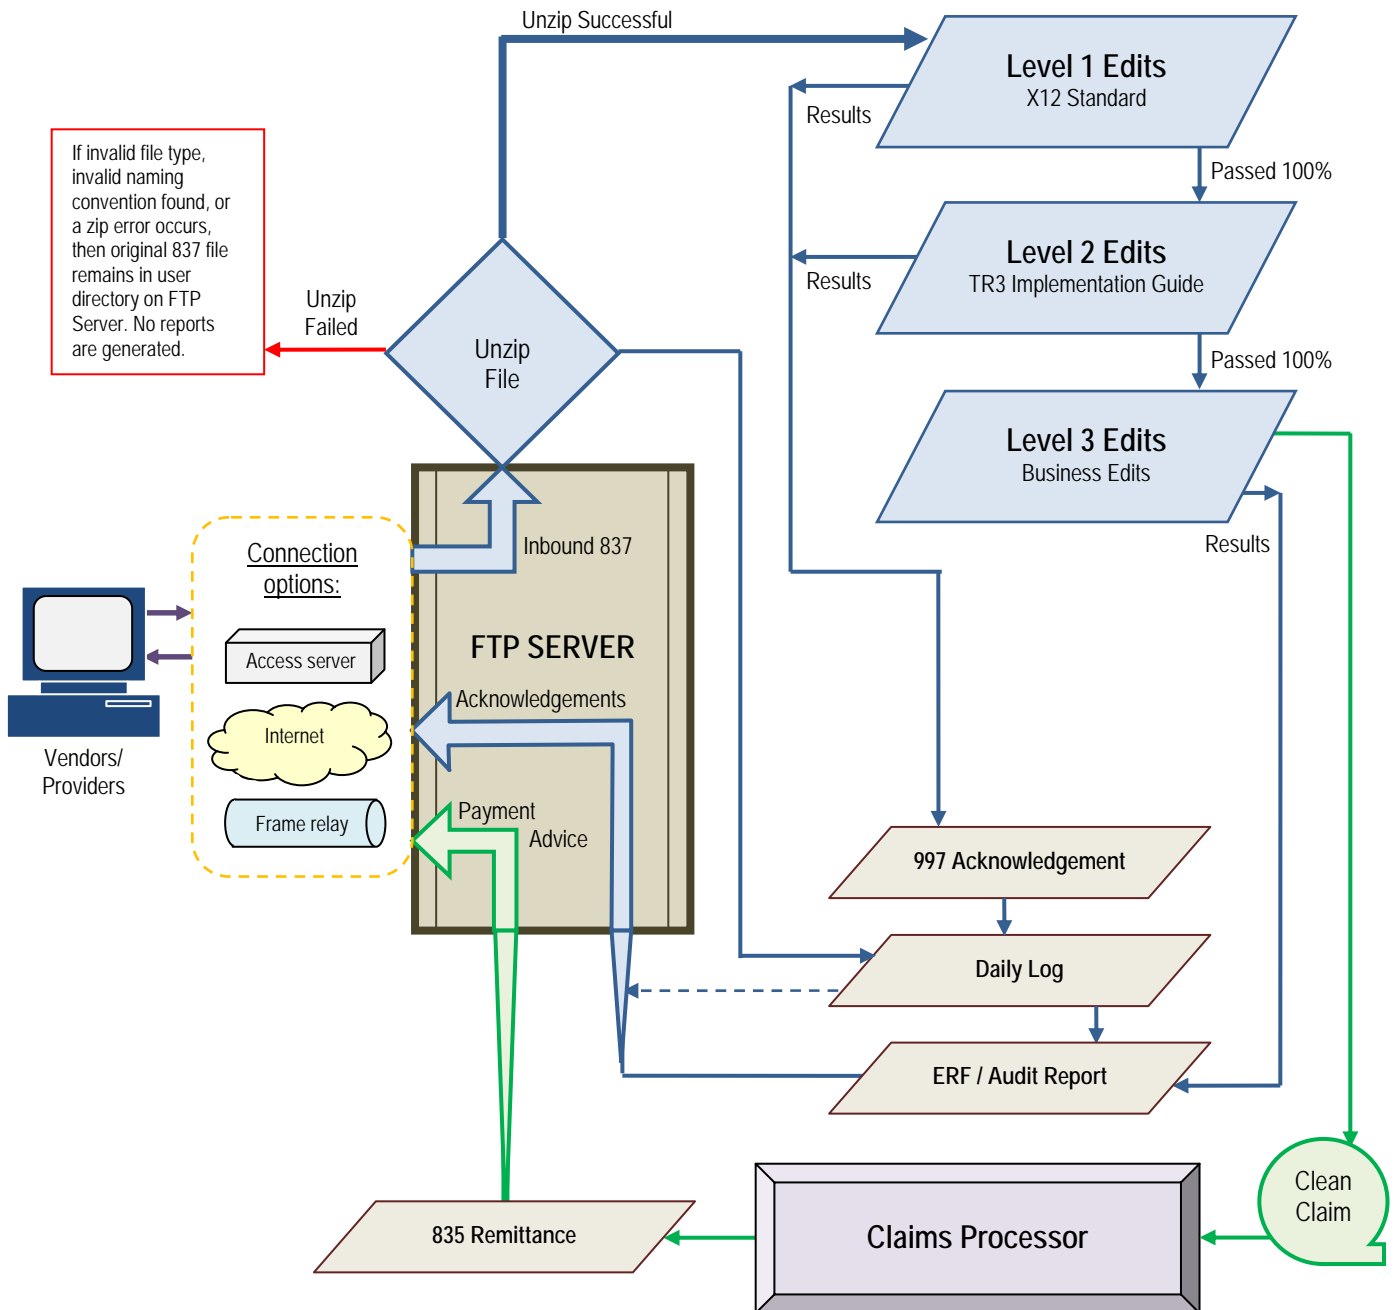 Unzip Successful
Level 1 Edits
X12 Standard
Results
Passed 100%
If invalid file type,
invalid naming
convention found, or
a zip error occurs,
then original 837 file
remains in user
directory on FTP
Server. No reports
are generated.
Unzip
Failed
Unzip
File
Level 2 Edits
TR3 Implementation Guide
Results
Passed 100%
Level 3 Edits
Business Edits
Results
Connection
options:
Access server
Internet
Frame relay
Vendors/
Providers
Inbound 837
FTP SERVER
Acknowledgements
Payment
Advice
997 Acknowledgement
Daily Log
ERF / Audit Report
Clean
Claim
Claims Processor
835 Remittance